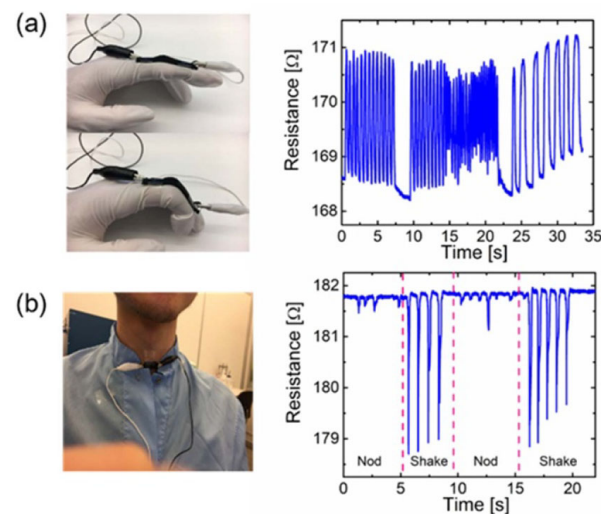 (a)
Resistance [Ω]
171
170
169
168
0 5 10 15 20 25 30 35
Time [s]
(b)
Resistance [Ω]
182
181
180
179
Nod Shake Nod Shake
0 5 10 15 20
Time [s]